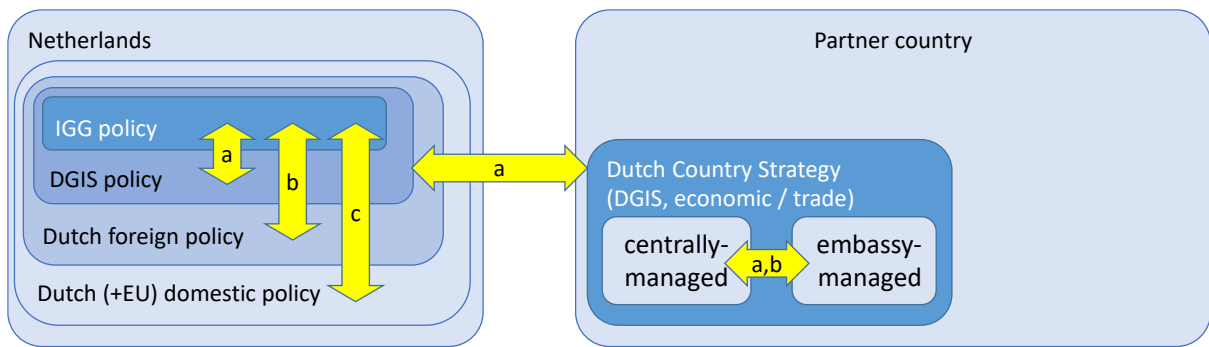 Netherlands
IGG policy
a
DGIS policy
b
c
Dutch foreign policy
Dutch (+EU) domestic policy
a
Partner country
Dutch Country Strategy
(DGIS, economic / trade)
centrally-
managed
a,b
embassy-
managed